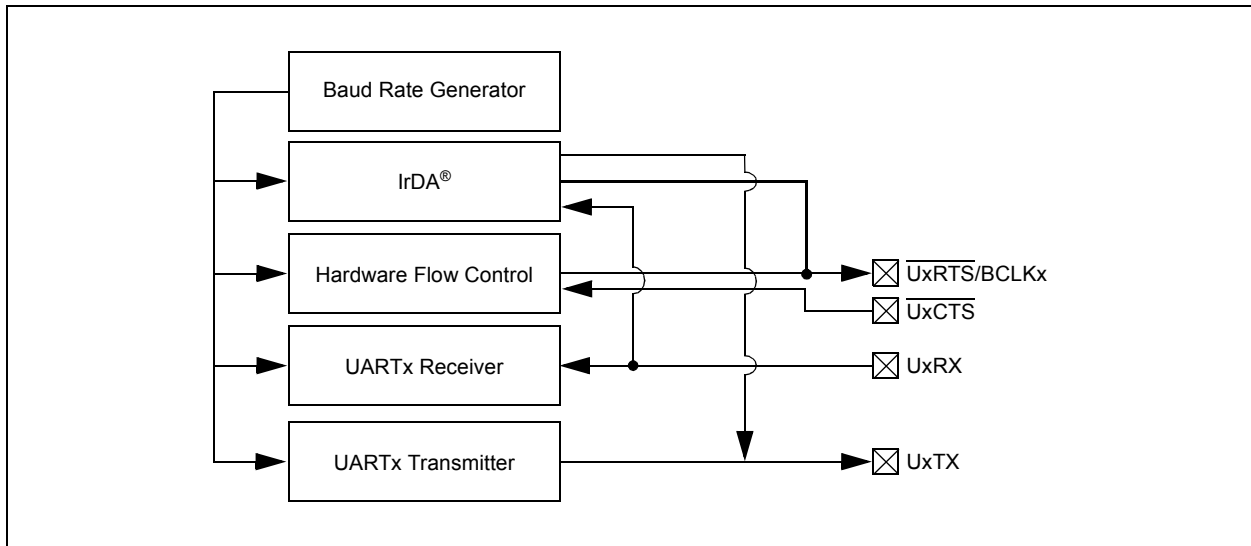 Baud Rate Generator
IrDA®
Hardware Flow Control
UxRTS/BCLKx
UxCTS
UARTx Receiver
UxRX
UARTx Transmitter
UxTX